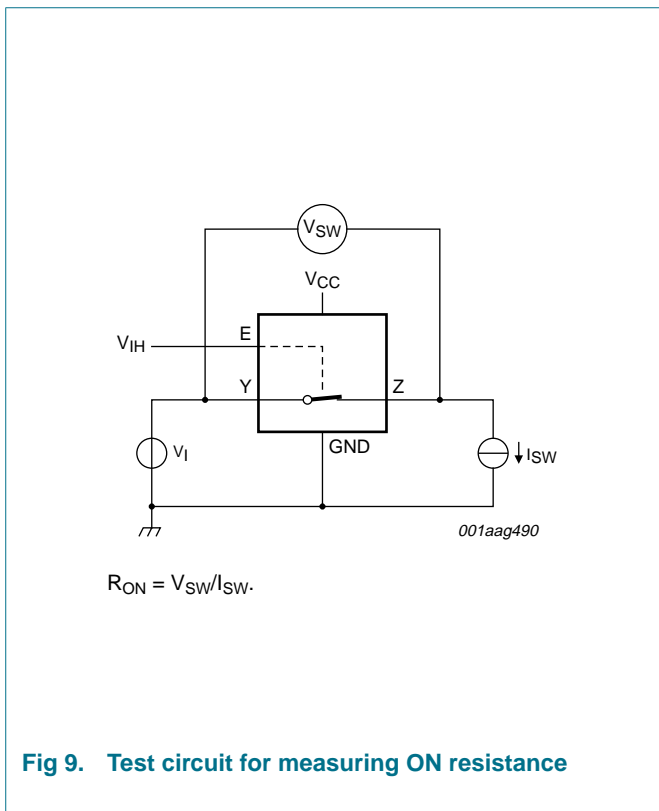 VSW
VCC
VIH
E
Y
Z
GND
VI
ISW
001aag490
RON = VSW/ISW.
Fig 9. Test circuit for measuring ON resistance